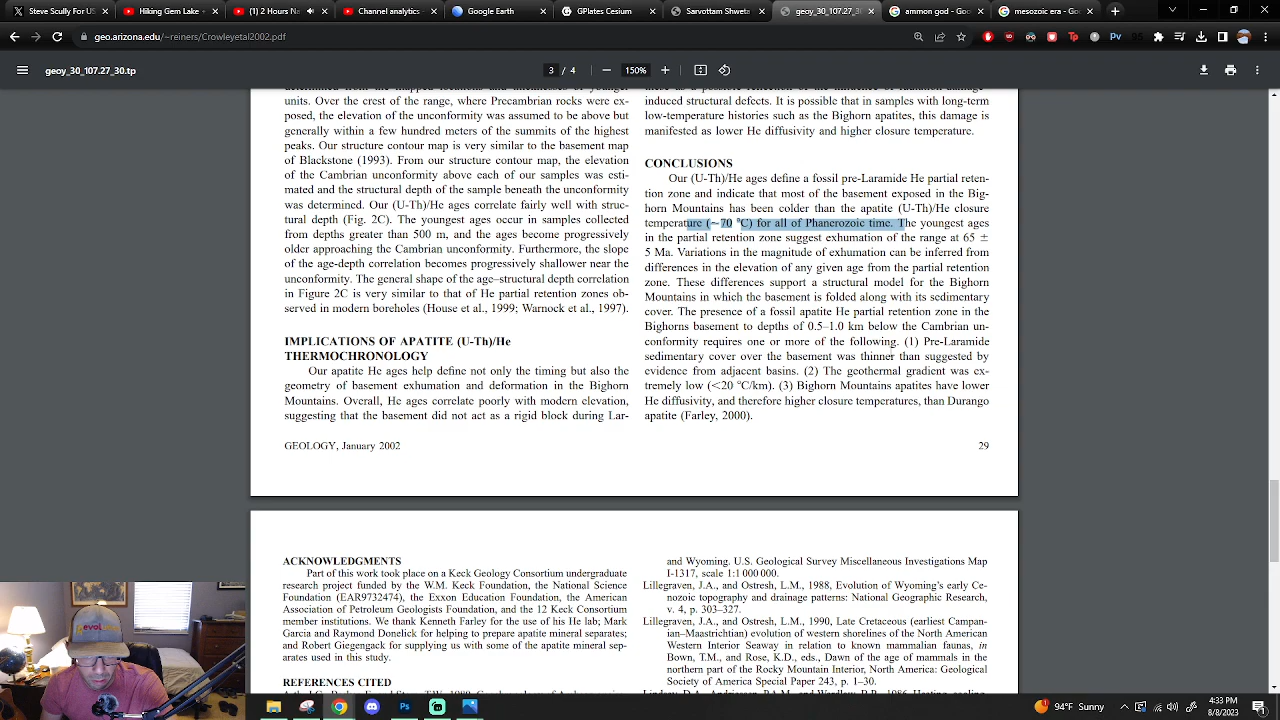 Steve Scully For US
Hiking Gem Lake -
2 Hours Na
Channel analytics -
Google Earth
GPlates Cesium
Sarvottam Shweta
geoy_30_107.27_30
ammon god - Goo
mesozoic era - Go
geo.arizona.edu/~reiners/Crowleyetal2002.pdf
geoy_30_107.27_30.tp
3 / 4
150%
units. Over the crest of the range, where Precambrian rocks were ex-
posed, the elevation of the unconformity was assumed to be above but
generally within a few hundred meters of the summits of the highest
peaks. Our structure contour map is very similar to the basement map
of Blackstone (1993). From our structure contour map, the elevation
of the Cambrian unconformity above each of our samples was esti-
mated and the structural depth of the sample beneath the unconformity
was determined. Our (U-Th)/He ages correlate fairly well with struc-
tural depth (Fig. 2C). The youngest ages occur in samples collected
from depths greater than 500 m, and the ages become progressively
older approaching the Cambrian unconformity. Furthermore, the slope
of the age-depth correlation becomes progressively shallower near the
unconformity. The general shape of the age–structural depth correlation
in Figure 2C is very similar to that of He partial retention zones ob-
served in modern boreholes (House et al., 1999; Warnock et al., 1997).
IMPLICATIONS OF APATITE (U-Th)/He
THERMOCHRONOLOGY
Our apatite He ages help define not only the timing but also the
geometry of basement exhumation and deformation in the Bighorn
Mountains. Overall, He ages correlate poorly with modern elevation,
suggesting that the basement did not act as a rigid block during Lar-
induced structural defects. It is possible that in samples with long-term
low-temperature histories such as the Bighorn apatites, this damage is
manifested as lower He diffusivity and higher closure temperature.
CONCLUSIONS
Our (U-Th)/He ages define a fossil pre-Laramide He partial reten-
tion zone and indicate that most of the basement exposed in the Big-
horn Mountains has been colder than the apatite (U-Th)/He closure
temperature (~70 °C) for all of Phanerozoic time. The youngest ages
in the partial retention zone suggest exhumation of the range at 65 ±
5 Ma. Variations in the magnitude of exhumation can be inferred from
differences in the elevation of any given age from the partial retention
zone. These differences support a structural model for the Bighorn
Mountains in which the basement is folded along with its sedimentary
cover. The presence of a fossil apatite He partial retention zone in the
Bighorns basement to depths of 0.5–1.0 km below the Cambrian un-
conformity requires one or more of the following. (1) Pre-Laramide
sedimentary cover over the basement was thinner than suggested by
evidence from adjacent basins. (2) The geothermal gradient was ex-
tremely low (<20 °C/km). (3) Bighorn Mountains apatites have lower
He diffusivity, and therefore higher closure temperatures, than Durango
apatite (Farley, 2000).
GEOLOGY, January 2002
29
ACKNOWLEDGMENTS
Part of this work took place on a Keck Geology Consortium undergraduate
research project funded by the W.M. Keck Foundation, the National Science
Foundation (EAR9732474), the Exxon Education Foundation, the American
Association of Petroleum Geologists Foundation, and the 12 Keck Consortium
member institutions. We thank Kenneth Farley for the use of his He lab; Mark
Garcia and Raymond Donelick for helping to prepare apatite mineral separates;
and Robert Giegengack for supplying us with some of the apatite mineral sep-
arates used in this study.
REFERENCES CITED
and Wyoming. U.S. Geological Survey Miscellaneous Investigations Map
I-1317, scale 1:1 000 000.
Lillegraven, J.A., and Ostresh, L.M., 1988, Evolution of Wyoming's early Ce-
nozoic topography and drainage patterns: National Geographic Research,
v. 4, p. 303–327.
Lillegraven, J.A., and Ostresh, L.M., 1990, Late Cretaceous (earliest Campan-
ian–Maastrichtian) evolution of western shorelines of the North American
Western Interior Seaway in relation to known mammalian faunas, in
Bown, T.M., and Rose, K.D., eds., Dawn of the age of mammals in the
northern part of the Rocky Mountain Interior, North America: Geological
Society of America Special Paper 243, p. 1–30.
94°F Sunny
4:33 PM
8/8/2023